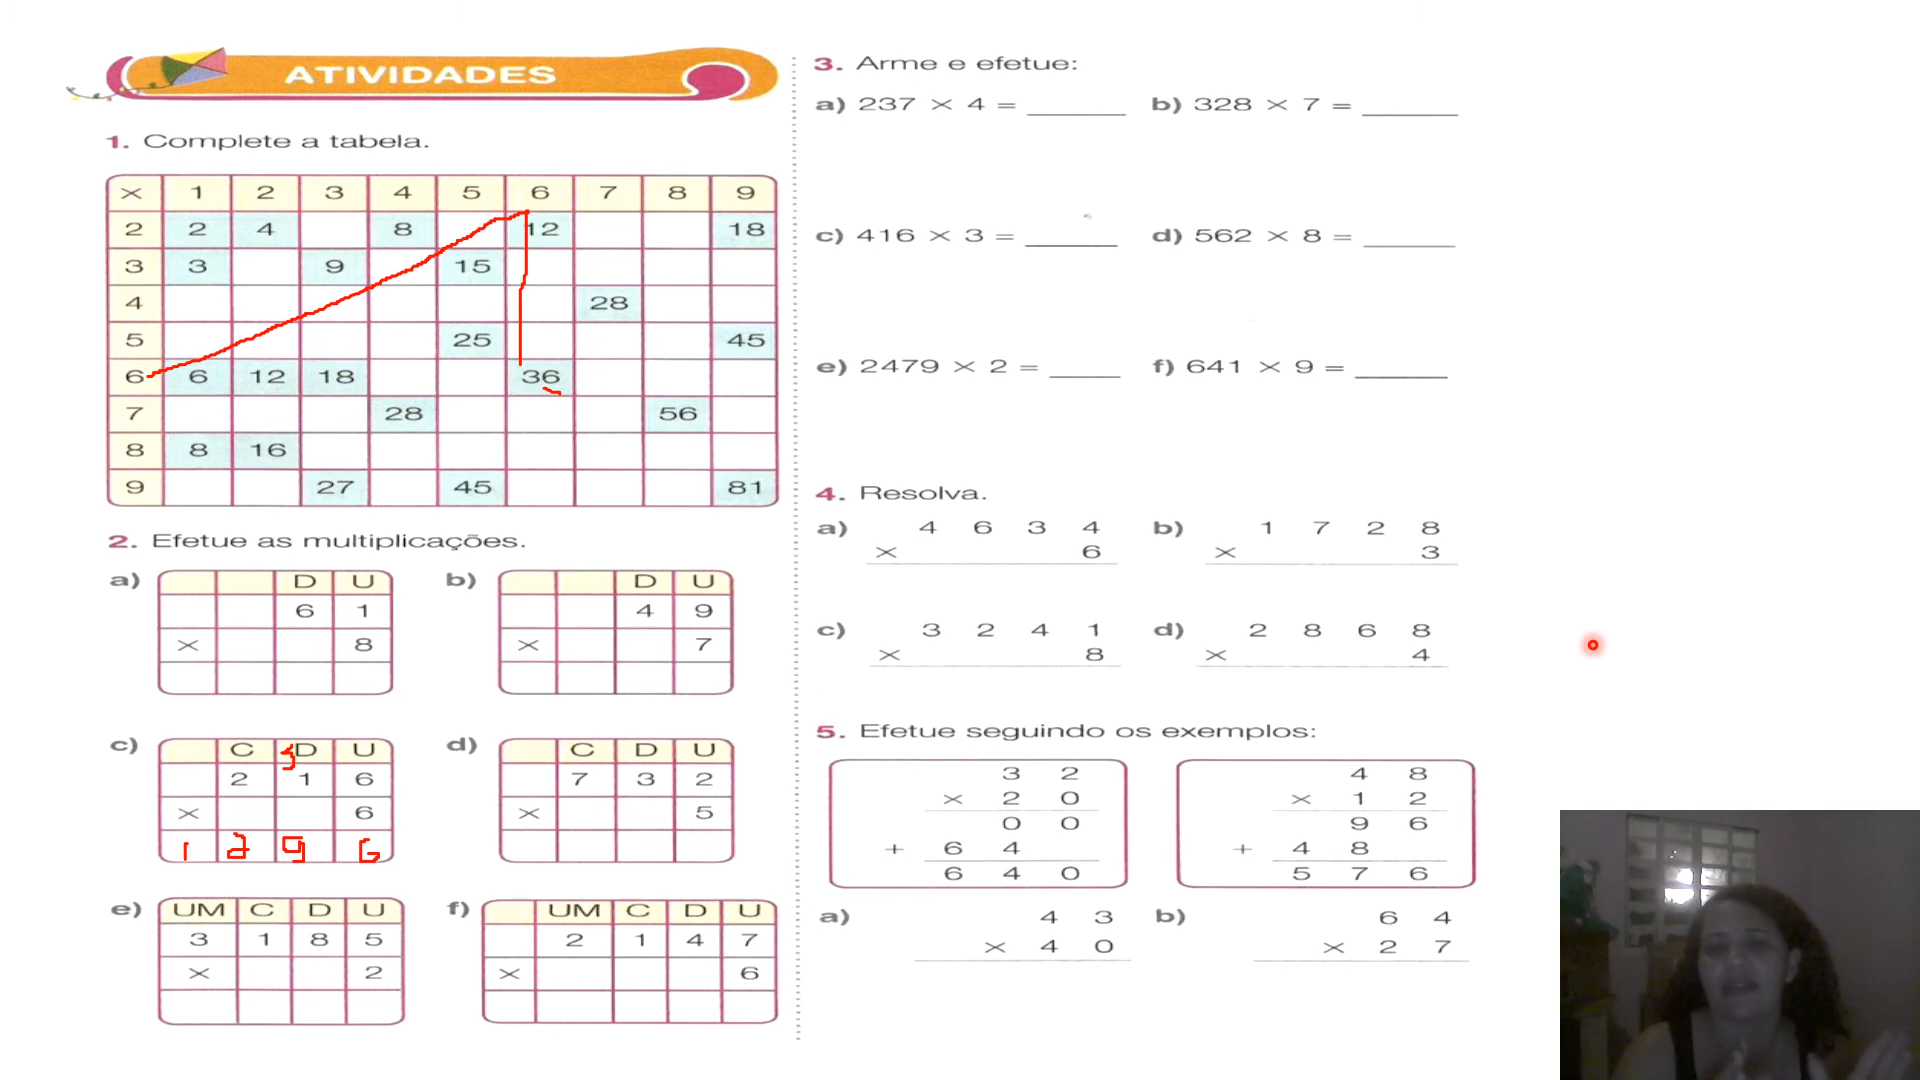 ATIVIDADES
1. Complete a tabela.
× 1 2 3 4 5 6 7 8 9
2 2 4 8 12 18
3 3 9 15
4 28
5 25 45
6 6 12 18 36
7 28 56
8 8 16
9 27 45 81
2. Efetue as multiplicações.
a) D U
6 1
× 8
b) D U
4 9
× 7
c) C 3 D U
2 1 6
× 6
1 2 9 6
d) C D U
7 3 2
× 5
e) UM C D U
3 1 8 5
× 2
f) UM C D U
2 1 4 7
× 6
3. Arme e efetue:
a) 237 × 4 = ______ b) 328 × 7 = ______
c) 416 × 3 = ______ d) 562 × 8 = ______
e) 2479 × 2 = ____ f) 641 × 9 = ______
4. Resolva.
a) 4 6 3 4
× 6
b) 1 7 2 8
× 3
c) 3 2 4 1
× 8
d) 2 8 6 8
× 4
5. Efetue seguindo os exemplos:
3 2
× 2 0
0 0
+ 6 4
6 4 0
4 8
× 1 2
9 6
+ 4 8
5 7 6
a) 4 3
× 4 0
b) 6 4
× 2 7